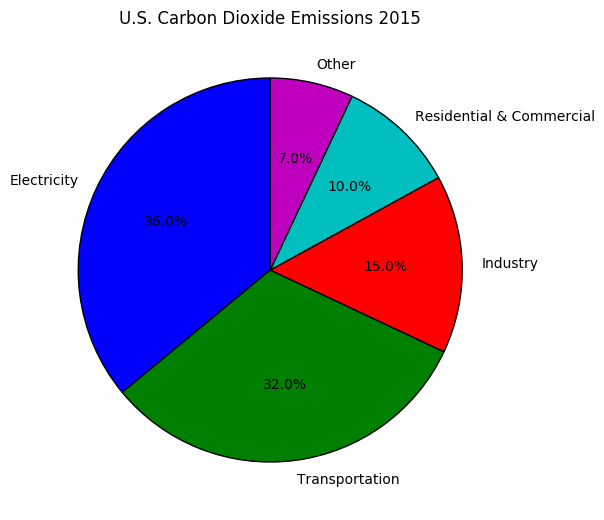 U.S. Carbon Dioxide Emissions 2015
Other
Residential & Commercial
7.0%
Electricity
10.0%
36.0%
Industry
15.0%
32.0%
Transportation